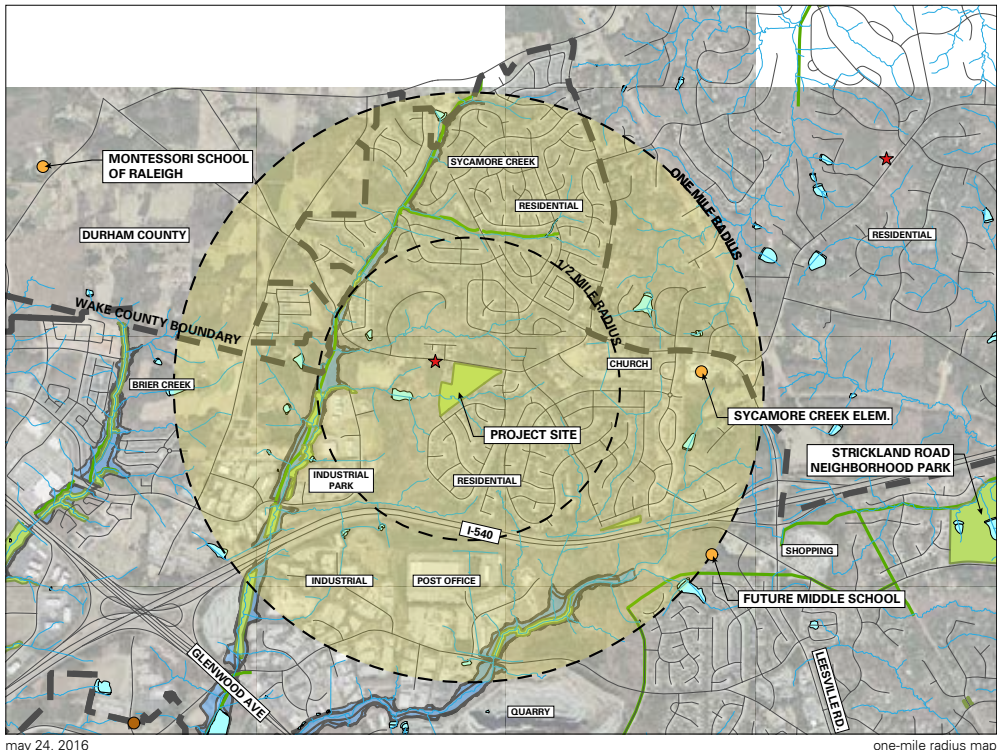 MONTESSORI SCHOOL
OF RALEIGH
SYCAMORE CREEK
ONE MILE RADIUS
RESIDENTIAL
DURHAM COUNTY
RESIDENTIAL
1/2 MILE RADIUS
WAKE COUNTY BOUNDARY
CHURCH
BRIER CREEK
SYCAMORE CREEK ELEM.
PROJECT SITE
STRICKLAND ROAD
NEIGHBORHOOD PARK
INDUSTRIAL
PARK
RESIDENTIAL
I-540
SHOPPING
INDUSTRIAL
POST OFFICE
FUTURE MIDDLE SCHOOL
GLENWOOD AVE
LEESVILLE RD.
QUARRY
may 24, 2016
one-mile radius map